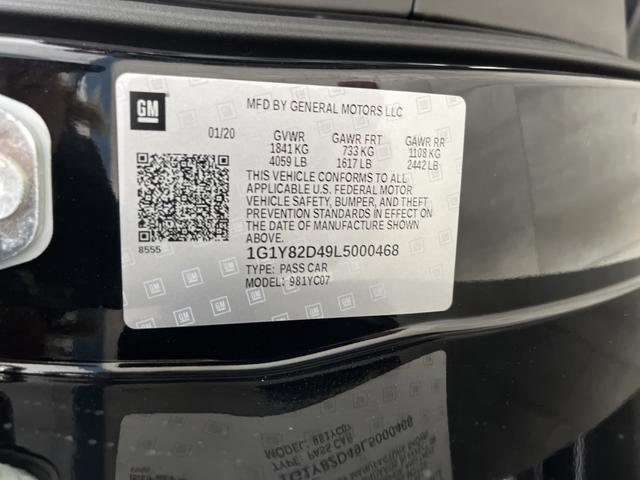 GM
MFD BY GENERAL MOTORS LLC
01/20 GVWR GAWR FRT GAWR RR
1841 KG 733 KG 1108 KG
4059 LB 1617 LB 2442 LB
THIS VEHICLE CONFORMS TO ALL
APPLICABLE U.S. FEDERAL MOTOR
VEHICLE SAFETY, BUMPER, AND THEFT
PREVENTION STANDARDS IN EFFECT ON
THE DATE OF MANUFACTURE SHOWN
ABOVE.
8555
1G1Y82D49L5000468
TYPE: PASS CAR
MODEL: 981YC07